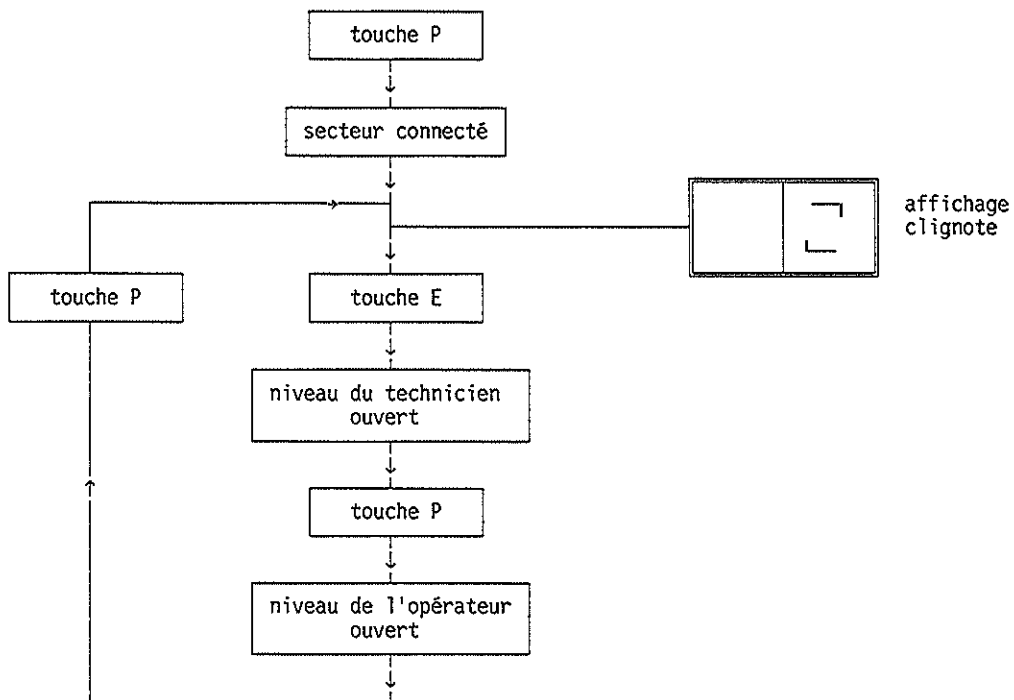 touche P
secteur connecté
affichage
clignote
touche P
touche E
niveau du technicien
ouvert
touche P
niveau de l'opérateur
ouvert